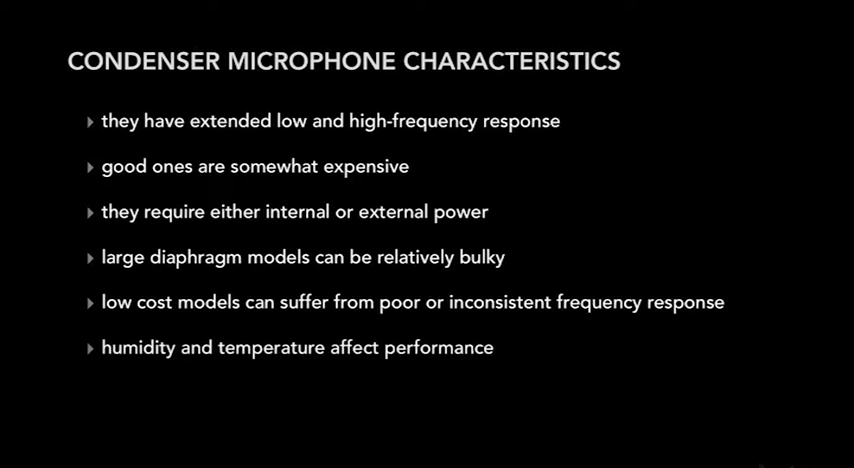 CONDENSER MICROPHONE CHARACTERISTICS
they have extended low and high-frequency response
good ones are somewhat expensive
they require either internal or external power
large diaphragm models can be relatively bulky
low cost models can suffer from poor or inconsistent frequency response
humidity and temperature affect performance